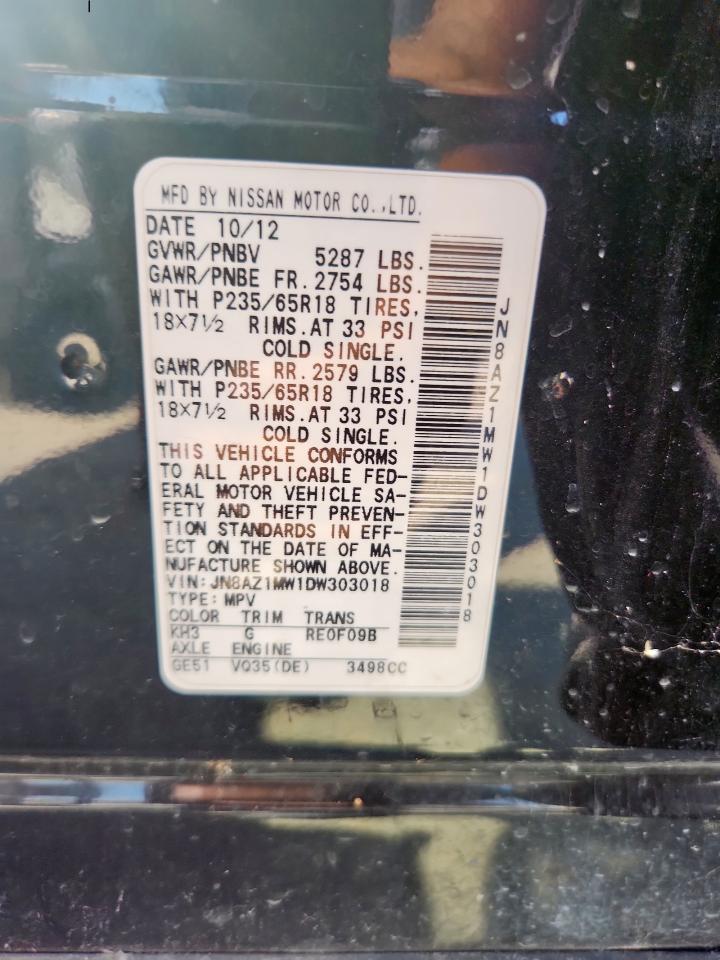 MFD BY NISSAN MOTOR CO.,LTD.
DATE 10/12
GVWR/PNBV 5287 LBS.
GAWR/PNBE FR. 2754 LBS.
WITH P235/65R18 TIRES,
18×7½ RIMS. AT 33 PSI
COLD SINGLE.
GAWR/PNBE RR. 2579 LBS.
WITH P235/65R18 TIRES,
18×7½ RIMS. AT 33 PSI
COLD SINGLE.
THIS VEHICLE CONFORMS
TO ALL APPLICABLE FED-
ERAL MOTOR VEHICLE SA-
FETY AND THEFT PREVEN-
TION STANDARDS IN EFF-
ECT ON THE DATE OF MA-
NUFACTURE SHOWN ABOVE.
VIN: JN8AZ1MW1DW303018
TYPE: MPV
COLOR TRIM TRANS
KH3 G RE0F09B
AXLE ENGINE
GE51 VQ35(DE) 3498CC
JN8AZ1MW1DW303018